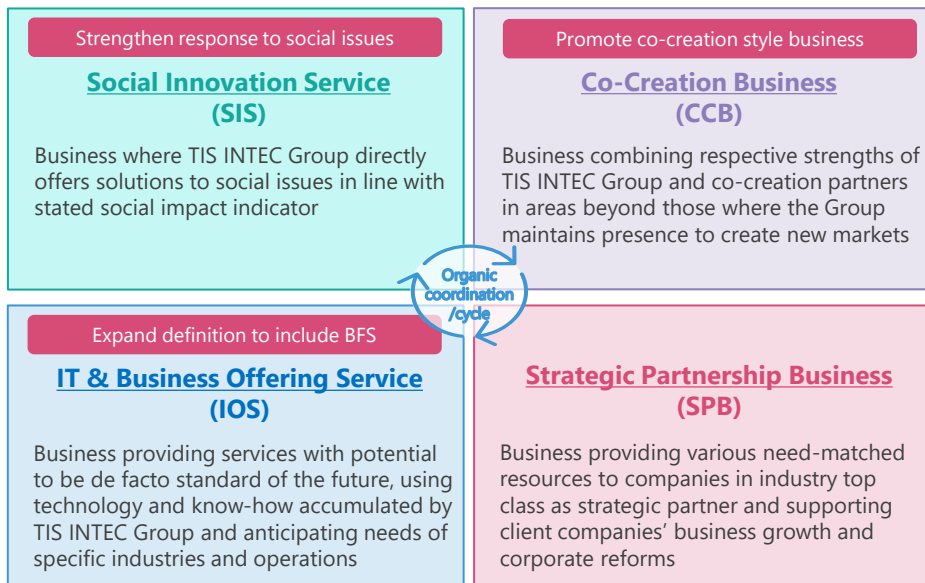 Strengthen response to social issues
Social Innovation Service
(SIS)
Business where TIS INTEC Group directly
offers solutions to social issues in line with
stated social impact indicator
Promote co-creation style business
Co-Creation Business
(CCB)
Business combining respective strengths of
TIS INTEC Group and co-creation partners
in areas beyond those where the Group
maintains presence to create new markets
Organic
coordination
/cycle
Expand definition to include BFS
IT & Business Offering Service
(IOS)
Business providing services with potential
to be de facto standard of the future, using
technology and know-how accumulated by
TIS INTEC Group and anticipating needs of
specific industries and operations
Strategic Partnership Business
(SPB)
Business providing various need-matched
resources to companies in industry top
class as strategic partner and supporting
client companies’ business growth and
corporate reforms